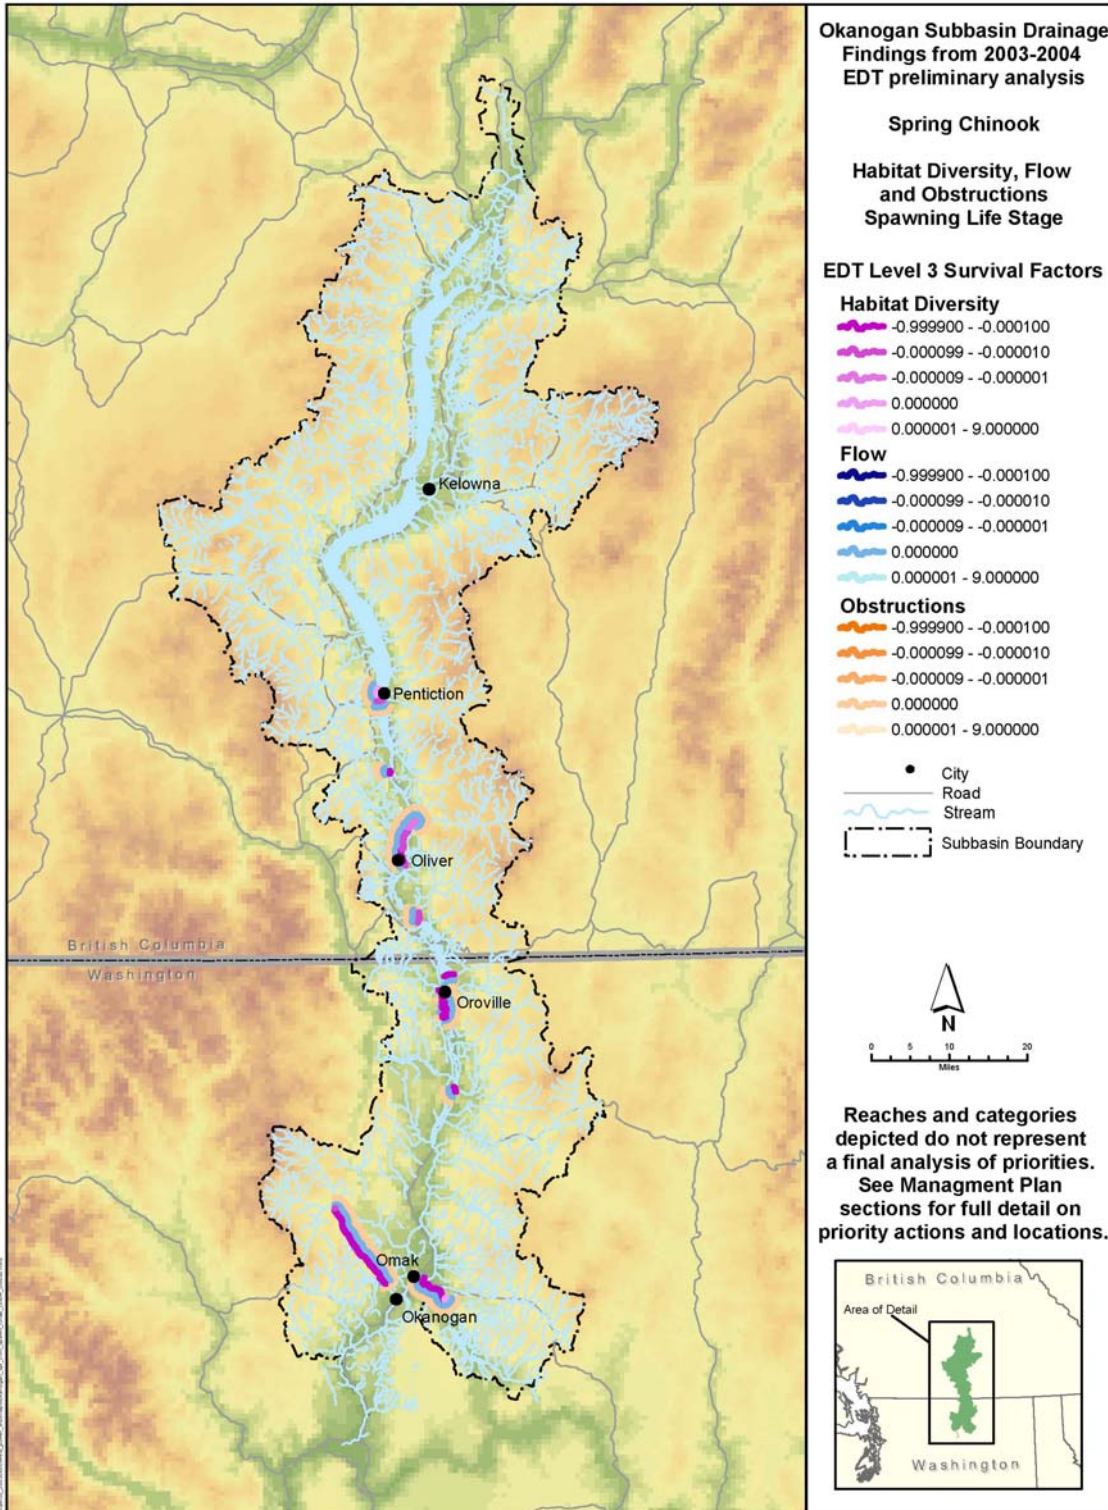 Okanogan Subbasin Drainage
Findings from 2003-2004
EDT preliminary analysis
Spring Chinook
Habitat Diversity, Flow
and Obstructions
Spawning Life Stage
EDT Level 3 Survival Factors
Habitat Diversity
-0.999900 - -0.000100
-0.000099 - -0.000010
-0.000009 - -0.000001
0.000000
0.000001 - 9.000000
Flow
-0.999900 - -0.000100
-0.000099 - -0.000010
-0.000009 - -0.000001
0.000000
0.000001 - 9.000000
Obstructions
-0.999900 - -0.000100
-0.000099 - -0.000010
-0.000009 - -0.000001
0.000000
0.000001 - 9.000000
City
Road
Stream
Subbasin Boundary
N
0 5 10 20
Miles
Reaches and categories
depicted do not represent
a final analysis of priorities.
See Managment Plan
sections for full detail on
priority actions and locations.
British Columbia
Area of Detail
Washington
Kelowna
Pentiction
Oliver
British Columbia
Washington
Oroville
Omak
Okanogan